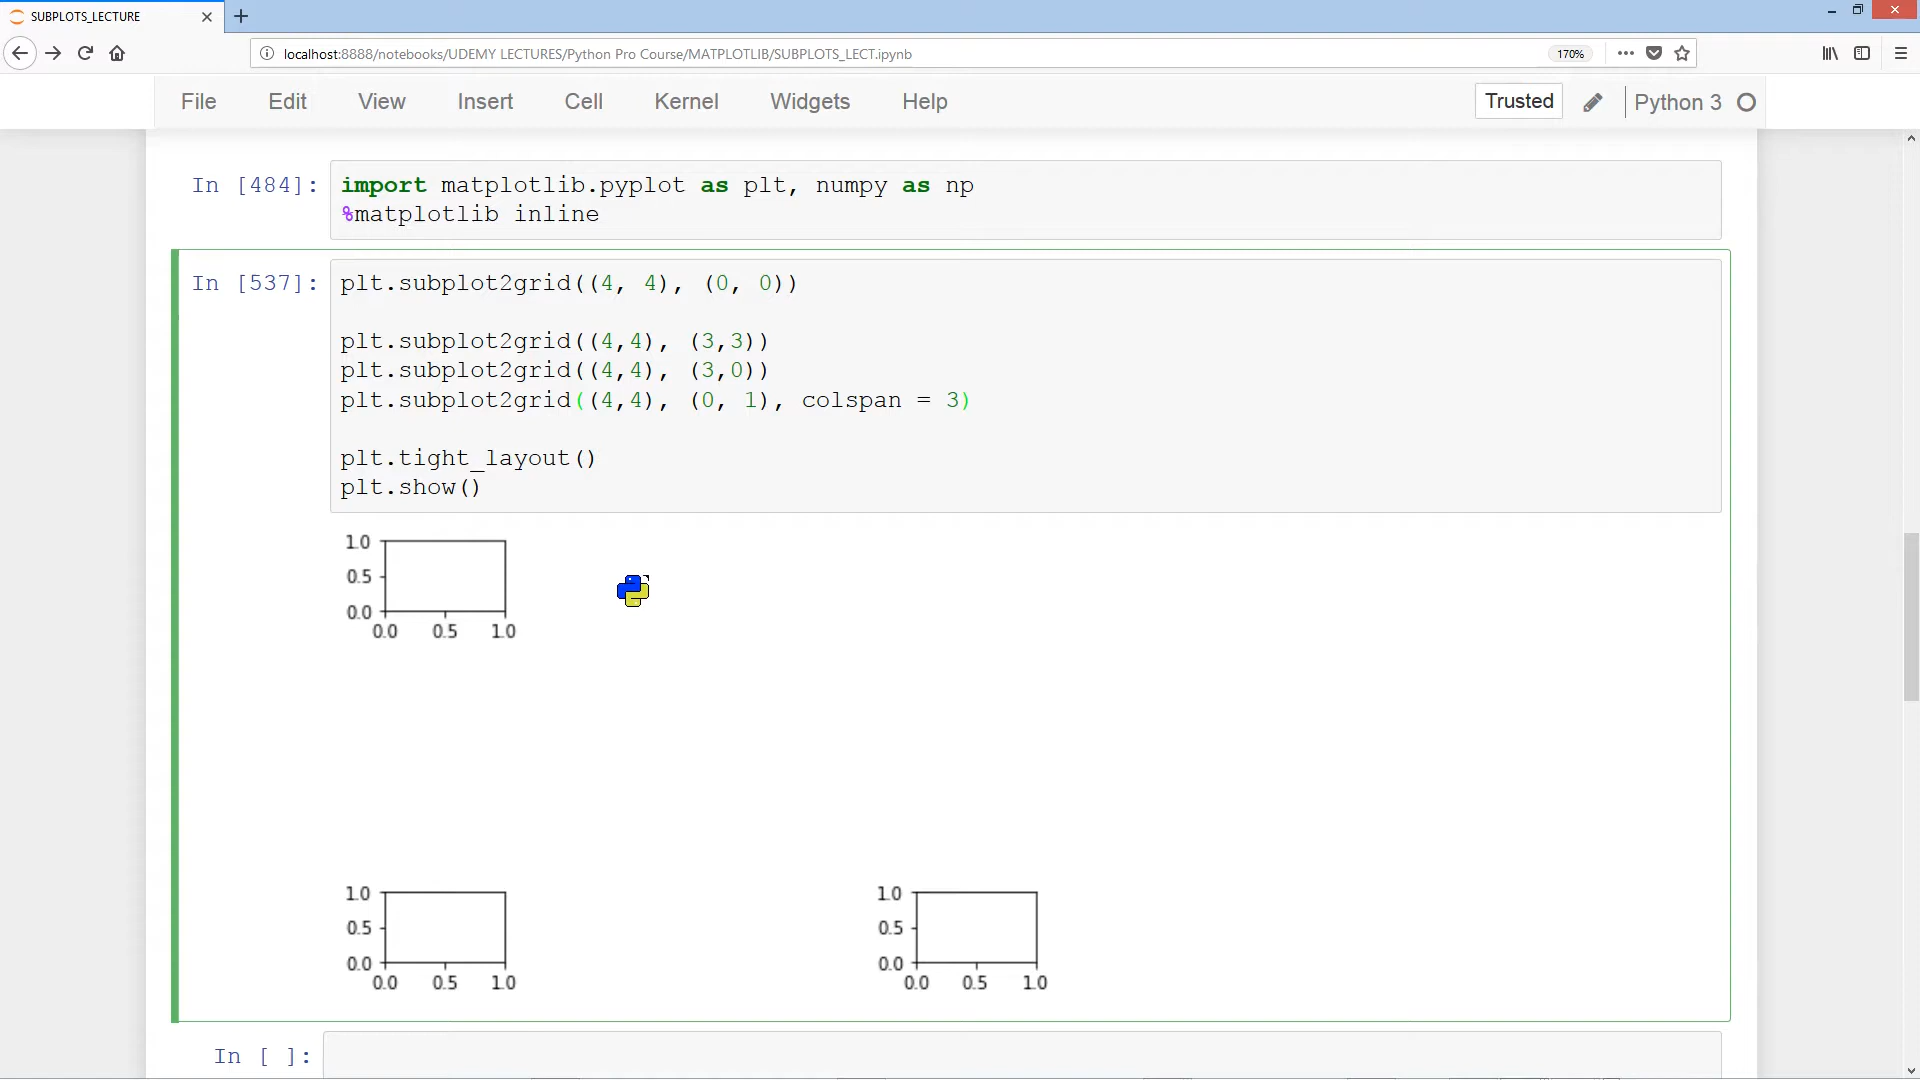 SUBPLOTS_LECTURE
localhost:8888/notebooks/UDEMY LECTURES/Python Pro Course/MATPLOTLIB/SUBPLOTS_LECT.ipynb
170%
File Edit View Insert Cell Kernel Widgets Help
Trusted
Python 3
In [484]:
import matplotlib.pyplot as plt, numpy as np
%matplotlib inline
In [537]:
plt.subplot2grid((4, 4), (0, 0))
plt.subplot2grid((4,4), (3,3))
plt.subplot2grid((4,4), (3,0))
plt.subplot2grid((4,4), (0, 1), colspan = 3)
plt.tight_layout()
plt.show()
1.0
0.5
0.0
0.0 0.5 1.0
1.0
0.5
0.0
0.0 0.5 1.0
1.0
0.5
0.0
0.0 0.5 1.0
In [ ]: